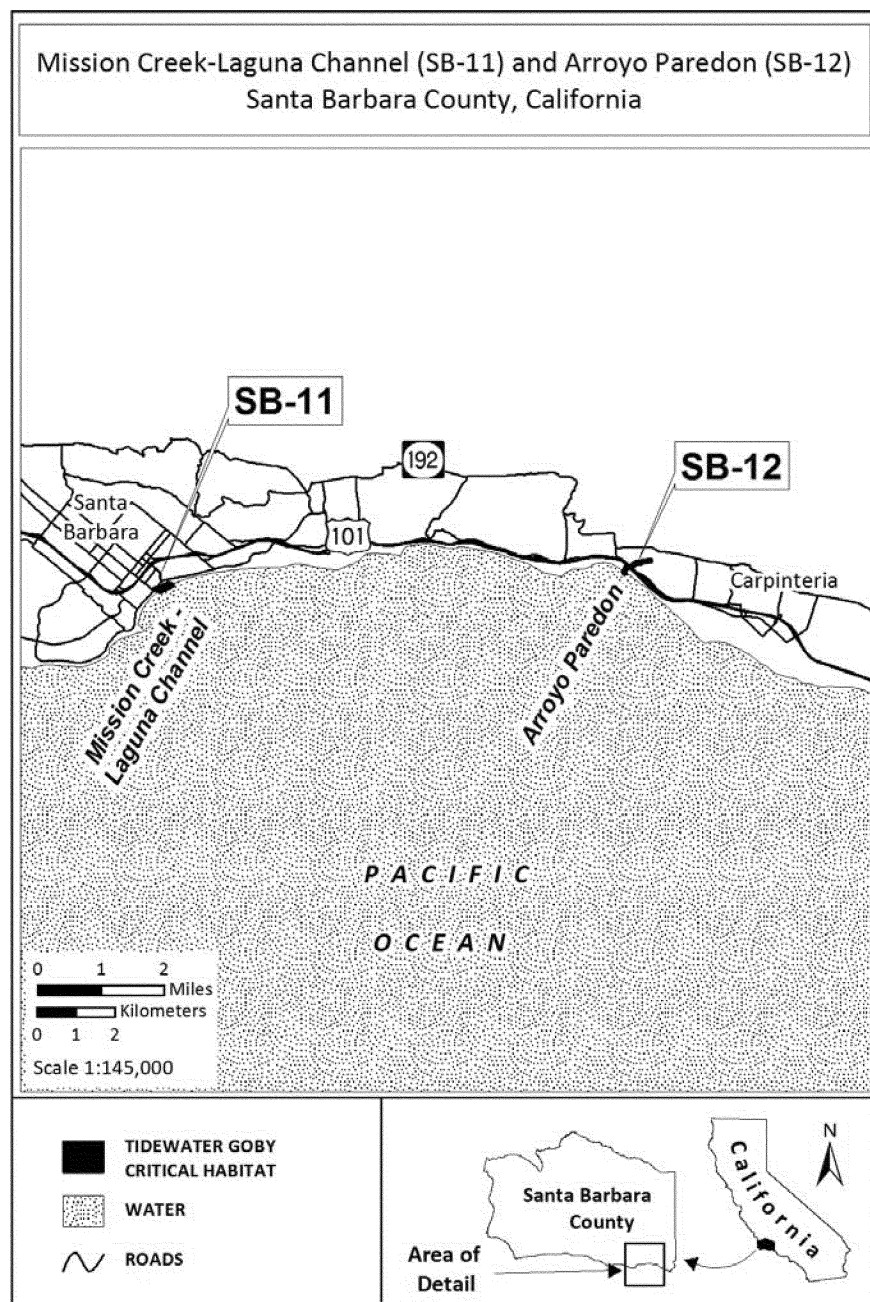 Mission Creek-Laguna Channel (SB-11) and Arroyo Paredon (SB-12)
Santa Barbara County, California
SB-11
192
SB-12
Santa
Barbara
101
Carpinteria
Mission Creek -
Laguna Channel
Arroyo Paredon
PACIFIC
OCEAN
0 1 2
Miles
Kilometers
0 1 2
Scale 1:145,000
TIDEWATER GOBY
CRITICAL HABITAT
WATER
ROADS
Santa Barbara
County
Area of
Detail
California
N